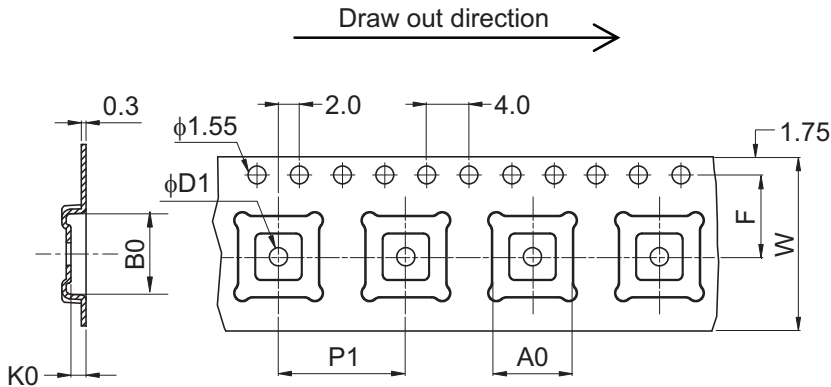 Draw out direction
0.3
2.0
4.0
ϕ1.55
1.75
ϕD1
B0
F
W
P1
A0
K0